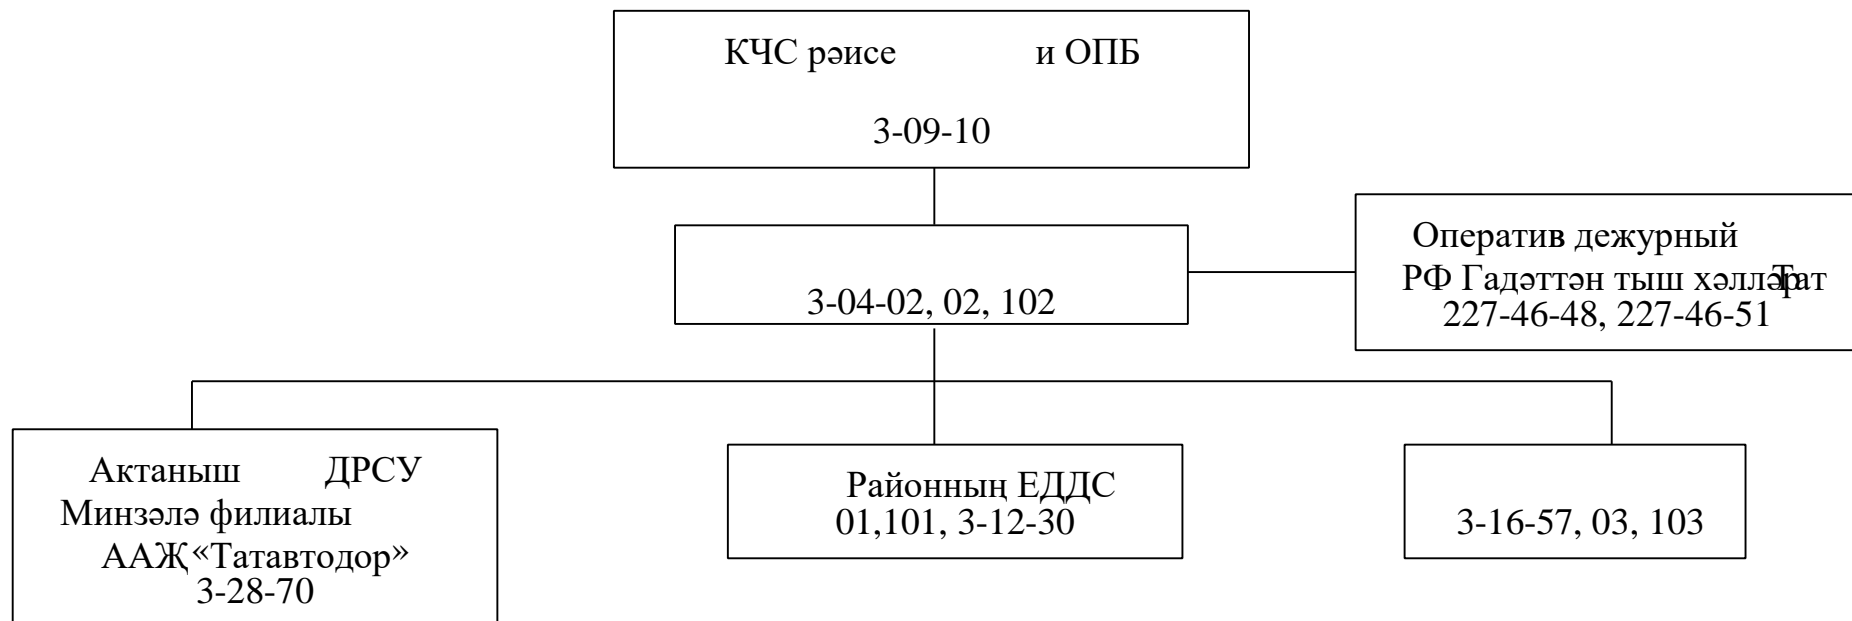 КЧС рәисе и ОПБ
3-09-10
3-04-02, 02, 102
Оператив дежурный
РФ Гадәттән тыш хәлләр Тат
227-46-48, 227-46-51
Актаныш ДРСУ
Минзәлә филиалы
ААҖ «Татавтодор»
3-28-70
Районның ЕДДС
01,101, 3-12-30
3-16-57, 03, 103